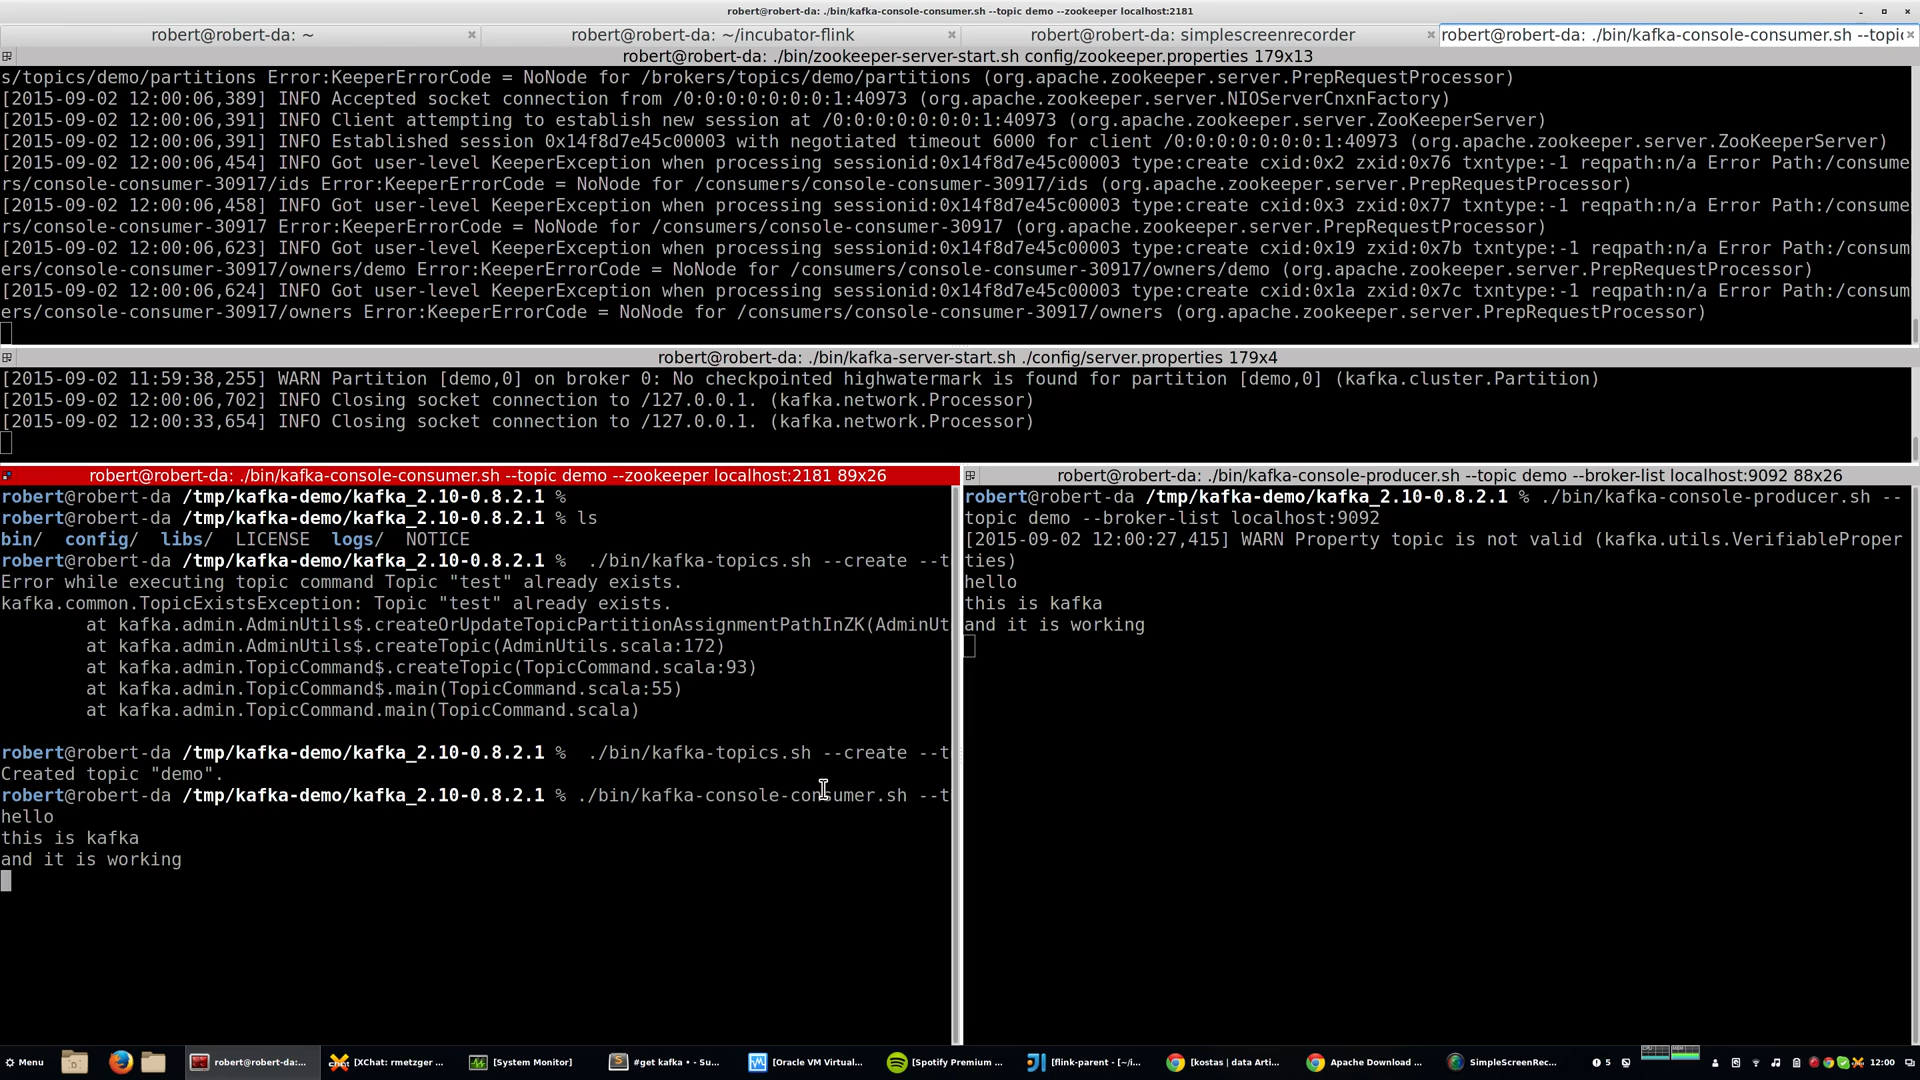 robert@robert-da: ./bin/kafka-console-consumer.sh --topic demo --zookeeper localhost:2181
robert@robert-da: ~
robert@robert-da: ~/incubator-flink
robert@robert-da: simplescreenrecorder
robert@robert-da: ./bin/kafka-console-consumer.sh --topic
robert@robert-da: ./bin/zookeeper-server-start.sh config/zookeeper.properties 179x13
s/topics/demo/partitions Error:KeeperErrorCode = NoNode for /brokers/topics/demo/partitions (org.apache.zookeeper.server.PrepRequestProcessor)
[2015-09-02 12:00:06,389] INFO Accepted socket connection from /0:0:0:0:0:0:0:1:40973 (org.apache.zookeeper.server.NIOServerCnxnFactory)
[2015-09-02 12:00:06,391] INFO Client attempting to establish new session at /0:0:0:0:0:0:0:1:40973 (org.apache.zookeeper.server.ZooKeeperServer)
[2015-09-02 12:00:06,391] INFO Established session 0x14f8d7e45c00003 with negotiated timeout 6000 for client /0:0:0:0:0:0:0:1:40973 (org.apache.zookeeper.server.ZooKeeperServer)
[2015-09-02 12:00:06,454] INFO Got user-level KeeperException when processing sessionid:0x14f8d7e45c00003 type:create cxid:0x2 zxid:0x76 txntype:-1 reqpath:n/a Error Path:/consume
rs/console-consumer-30917/ids Error:KeeperErrorCode = NoNode for /consumers/console-consumer-30917/ids (org.apache.zookeeper.server.PrepRequestProcessor)
[2015-09-02 12:00:06,458] INFO Got user-level KeeperException when processing sessionid:0x14f8d7e45c00003 type:create cxid:0x3 zxid:0x77 txntype:-1 reqpath:n/a Error Path:/consume
rs/console-consumer-30917 Error:KeeperErrorCode = NoNode for /consumers/console-consumer-30917 (org.apache.zookeeper.server.PrepRequestProcessor)
[2015-09-02 12:00:06,623] INFO Got user-level KeeperException when processing sessionid:0x14f8d7e45c00003 type:create cxid:0x19 zxid:0x7b txntype:-1 reqpath:n/a Error Path:/consum
ers/console-consumer-30917/owners/demo Error:KeeperErrorCode = NoNode for /consumers/console-consumer-30917/owners/demo (org.apache.zookeeper.server.PrepRequestProcessor)
[2015-09-02 12:00:06,624] INFO Got user-level KeeperException when processing sessionid:0x14f8d7e45c00003 type:create cxid:0x1a zxid:0x7c txntype:-1 reqpath:n/a Error Path:/consum
ers/console-consumer-30917/owners Error:KeeperErrorCode = NoNode for /consumers/console-consumer-30917/owners (org.apache.zookeeper.server.PrepRequestProcessor)
robert@robert-da: ./bin/kafka-server-start.sh ./config/server.properties 179x4
[2015-09-02 11:59:38,255] WARN Partition [demo,0] on broker 0: No checkpointed highwatermark is found for partition [demo,0] (kafka.cluster.Partition)
[2015-09-02 12:00:06,702] INFO Closing socket connection to /127.0.0.1. (kafka.network.Processor)
[2015-09-02 12:00:33,654] INFO Closing socket connection to /127.0.0.1. (kafka.network.Processor)
robert@robert-da: ./bin/kafka-console-consumer.sh --topic demo --zookeeper localhost:2181 89x26
robert@robert-da /tmp/kafka-demo/kafka_2.10-0.8.2.1 %
robert@robert-da /tmp/kafka-demo/kafka_2.10-0.8.2.1 % ls
bin/  config/  libs/  LICENSE  logs/  NOTICE
robert@robert-da /tmp/kafka-demo/kafka_2.10-0.8.2.1 %  ./bin/kafka-topics.sh --create --t
Error while executing topic command Topic "test" already exists.
kafka.common.TopicExistsException: Topic "test" already exists.
        at kafka.admin.AdminUtils$.createOrUpdateTopicPartitionAssignmentPathInZK(AdminUt
        at kafka.admin.AdminUtils$.createTopic(AdminUtils.scala:172)
        at kafka.admin.TopicCommand$.createTopic(TopicCommand.scala:93)
        at kafka.admin.TopicCommand$.main(TopicCommand.scala:55)
        at kafka.admin.TopicCommand.main(TopicCommand.scala)
robert@robert-da /tmp/kafka-demo/kafka_2.10-0.8.2.1 %  ./bin/kafka-topics.sh --create --t
Created topic "demo".
robert@robert-da /tmp/kafka-demo/kafka_2.10-0.8.2.1 % ./bin/kafka-console-consumer.sh --t
hello
this is kafka
and it is working
robert@robert-da: ./bin/kafka-console-producer.sh --topic demo --broker-list localhost:9092 88x26
robert@robert-da /tmp/kafka-demo/kafka_2.10-0.8.2.1 % ./bin/kafka-console-producer.sh --
topic demo --broker-list localhost:9092
[2015-09-02 12:00:27,415] WARN Property topic is not valid (kafka.utils.VerifiableProper
ties)
hello
this is kafka
and it is working
Menu
robert@robert-da:...
[XChat: rmetzger ...
[System Monitor]
#get kafka • - Su...
[Oracle VM Virtual...
[Spotify Premium ...
[flink-parent - [~/i...
[kostas | data Arti...
Apache Download ...
SimpleScreenRec...
5
12:00